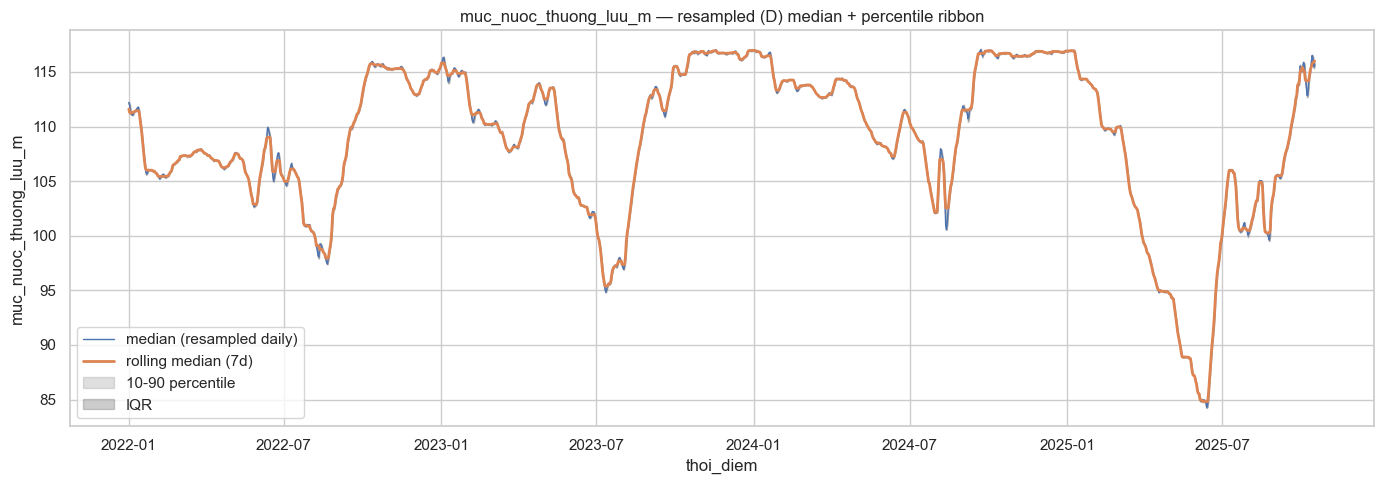 muc_nuoc_thuong_luu_m — resampled (D) median + percentile ribbon
muc_nuoc_thuong_luu_m
115
110
105
100
95
90
85
median (resampled daily)
rolling median (7d)
10-90 percentile
IQR
2022-01
2022-07
2023-01
2023-07
2024-01
2024-07
2025-01
2025-07
thoi_diem